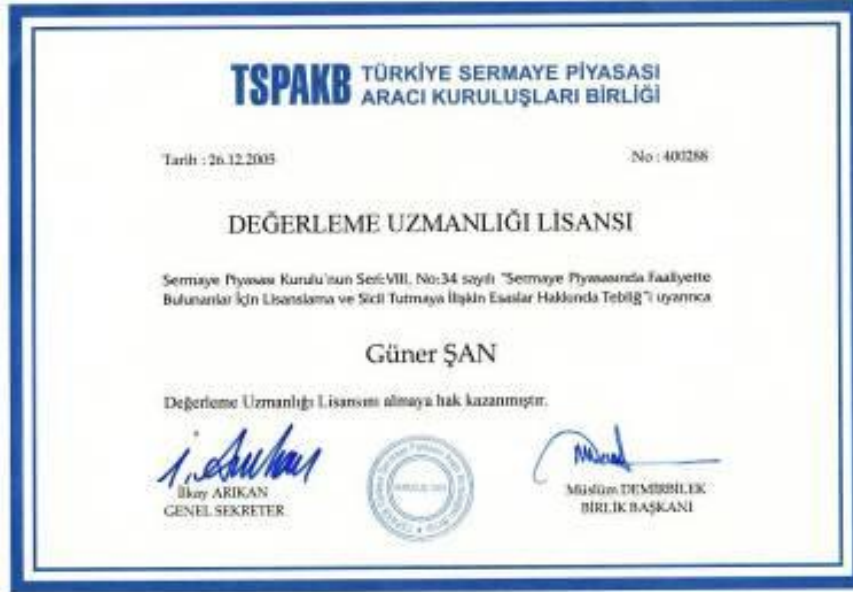 TSPAKB TÜRKİYE SERMAYE PİYASASI
ARACI KURULUŞLARI BİRLİĞİ
Tarih : 26.12.2005
No : 400288
DEĞERLEME UZMANLIĞI LİSANSI
Sermaye Piyasası Kurulu'nun Seri:VIII, No:34 sayılı "Sermaye Piyasasında Faaliyette
Bulunanlar İçin Lisanslama ve Sicil Tutmaya İlişkin Esaslar Hakkında Tebliğ"i uyarınca
Güner ŞAN
Değerleme Uzmanlığı Lisansını almaya hak kazanmıştır.
İlkay ARIKAN
GENEL SEKRETER
Müslüm DEMİRBİLEK
BİRLİK BAŞKANI